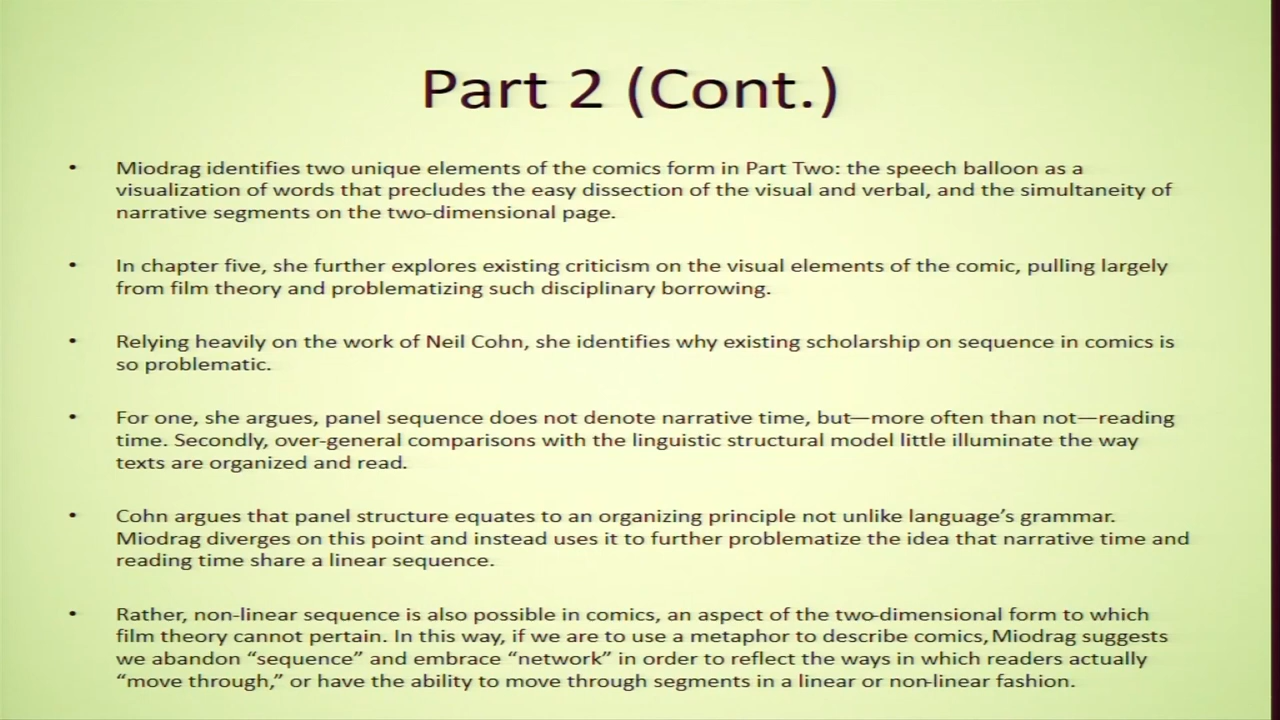 Part 2 (Cont.)
• Miodrag identifies two unique elements of the comics form in Part Two: the speech balloon as a
visualization of words that precludes the easy dissection of the visual and verbal, and the simultaneity of
narrative segments on the two-dimensional page.
• In chapter five, she further explores existing criticism on the visual elements of the comic, pulling largely
from film theory and problematizing such disciplinary borrowing.
• Relying heavily on the work of Neil Cohn, she identifies why existing scholarship on sequence in comics is
so problematic.
• For one, she argues, panel sequence does not denote narrative time, but—more often than not—reading
time. Secondly, over-general comparisons with the linguistic structural model little illuminate the way
texts are organized and read.
• Cohn argues that panel structure equates to an organizing principle not unlike language’s grammar.
Miodrag diverges on this point and instead uses it to further problematize the idea that narrative time and
reading time share a linear sequence.
• Rather, non-linear sequence is also possible in comics, an aspect of the two-dimensional form to which
film theory cannot pertain. In this way, if we are to use a metaphor to describe comics, Miodrag suggests
we abandon “sequence” and embrace “network” in order to reflect the ways in which readers actually
“move through,” or have the ability to move through segments in a linear or non-linear fashion.